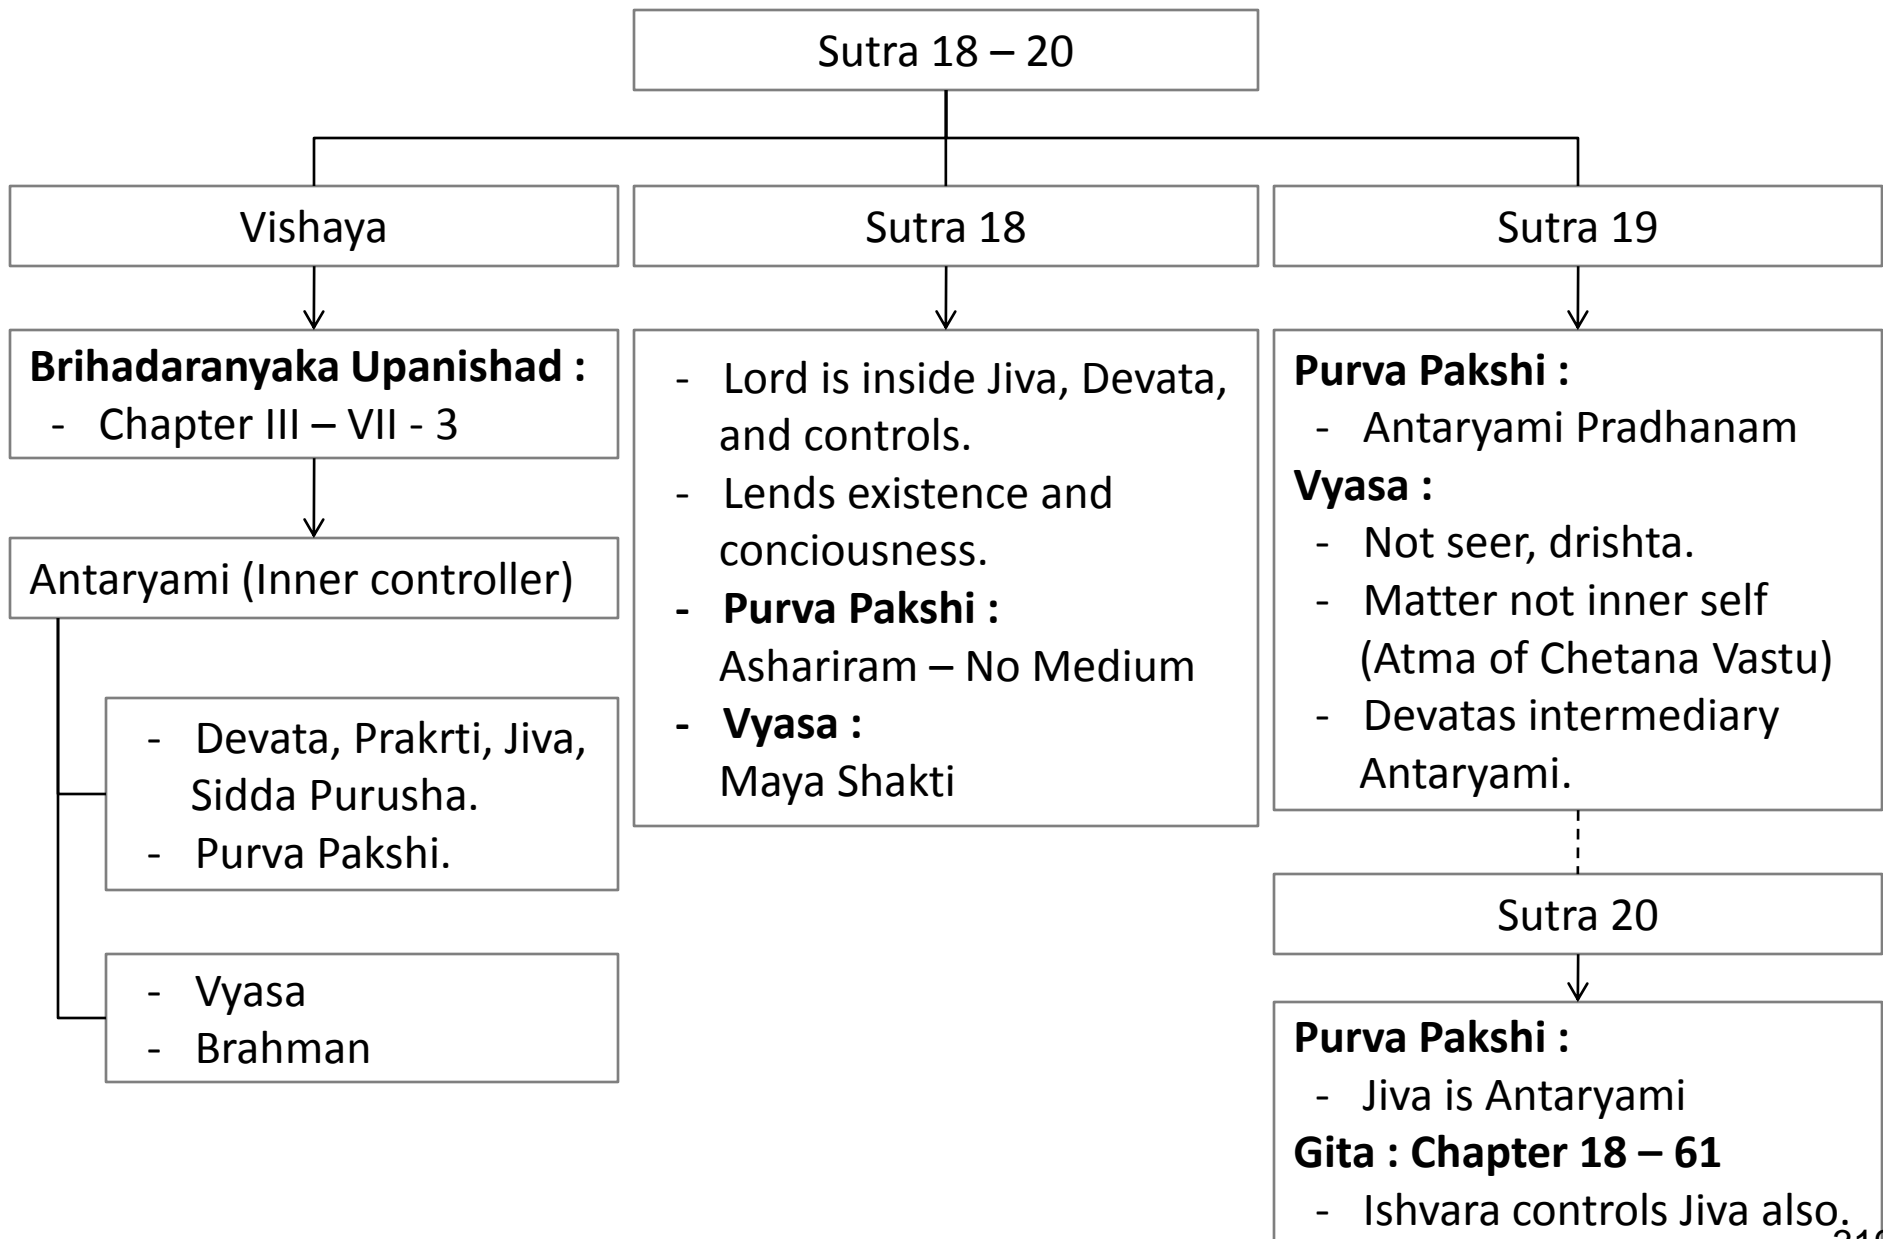 Sutra 18 – 20
Vishaya
Brihadaranyaka Upanishad :
- Chapter III – VII - 3
Antaryami (Inner controller)
- Devata, Prakrti, Jiva,
Sidda Purusha.
- Purva Pakshi.
- Vyasa
- Brahman
Sutra 18
- Lord is inside Jiva, Devata,
and controls.
- Lends existence and
conciousness.
- Purva Pakshi :
Ashariram – No Medium
- Vyasa :
Maya Shakti
Sutra 19
Purva Pakshi :
- Antaryami Pradhanam
Vyasa :
- Not seer, drishta.
- Matter not inner self
(Atma of Chetana Vastu)
- Devatas intermediary
Antaryami.
Sutra 20
Purva Pakshi :
- Jiva is Antaryami
Gita : Chapter 18 – 61
- Ishvara controls Jiva also.